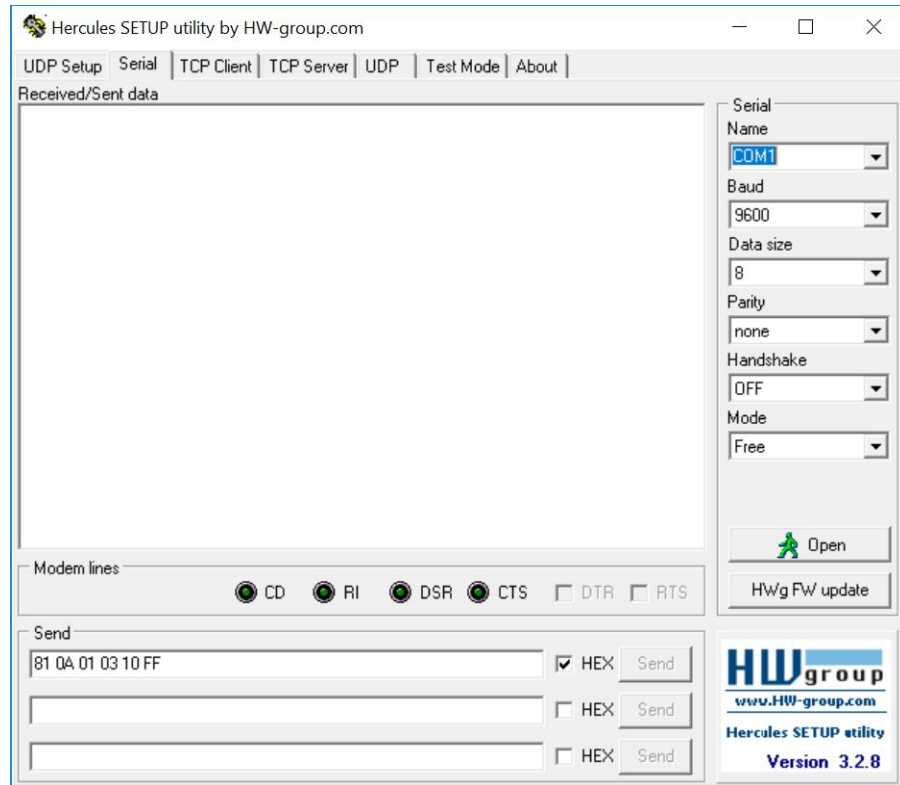 Hercules SETUP utility by HW-group.com
UDP Setup Serial TCP Client TCP Server UDP Test Mode About
Received/Sent data
Serial
Name
COM1
Baud
9600
Data size
8
Parity
none
Handshake
OFF
Mode
Free
Open
HWg FW update
Modem lines
CD RI DSR CTS DTR RTS
Send
81 0A 01 03 10 FF HEX Send
HEX Send
HEX Send
HWgroup
www.HW-group.com
Hercules SETUP utility
Version 3.2.8